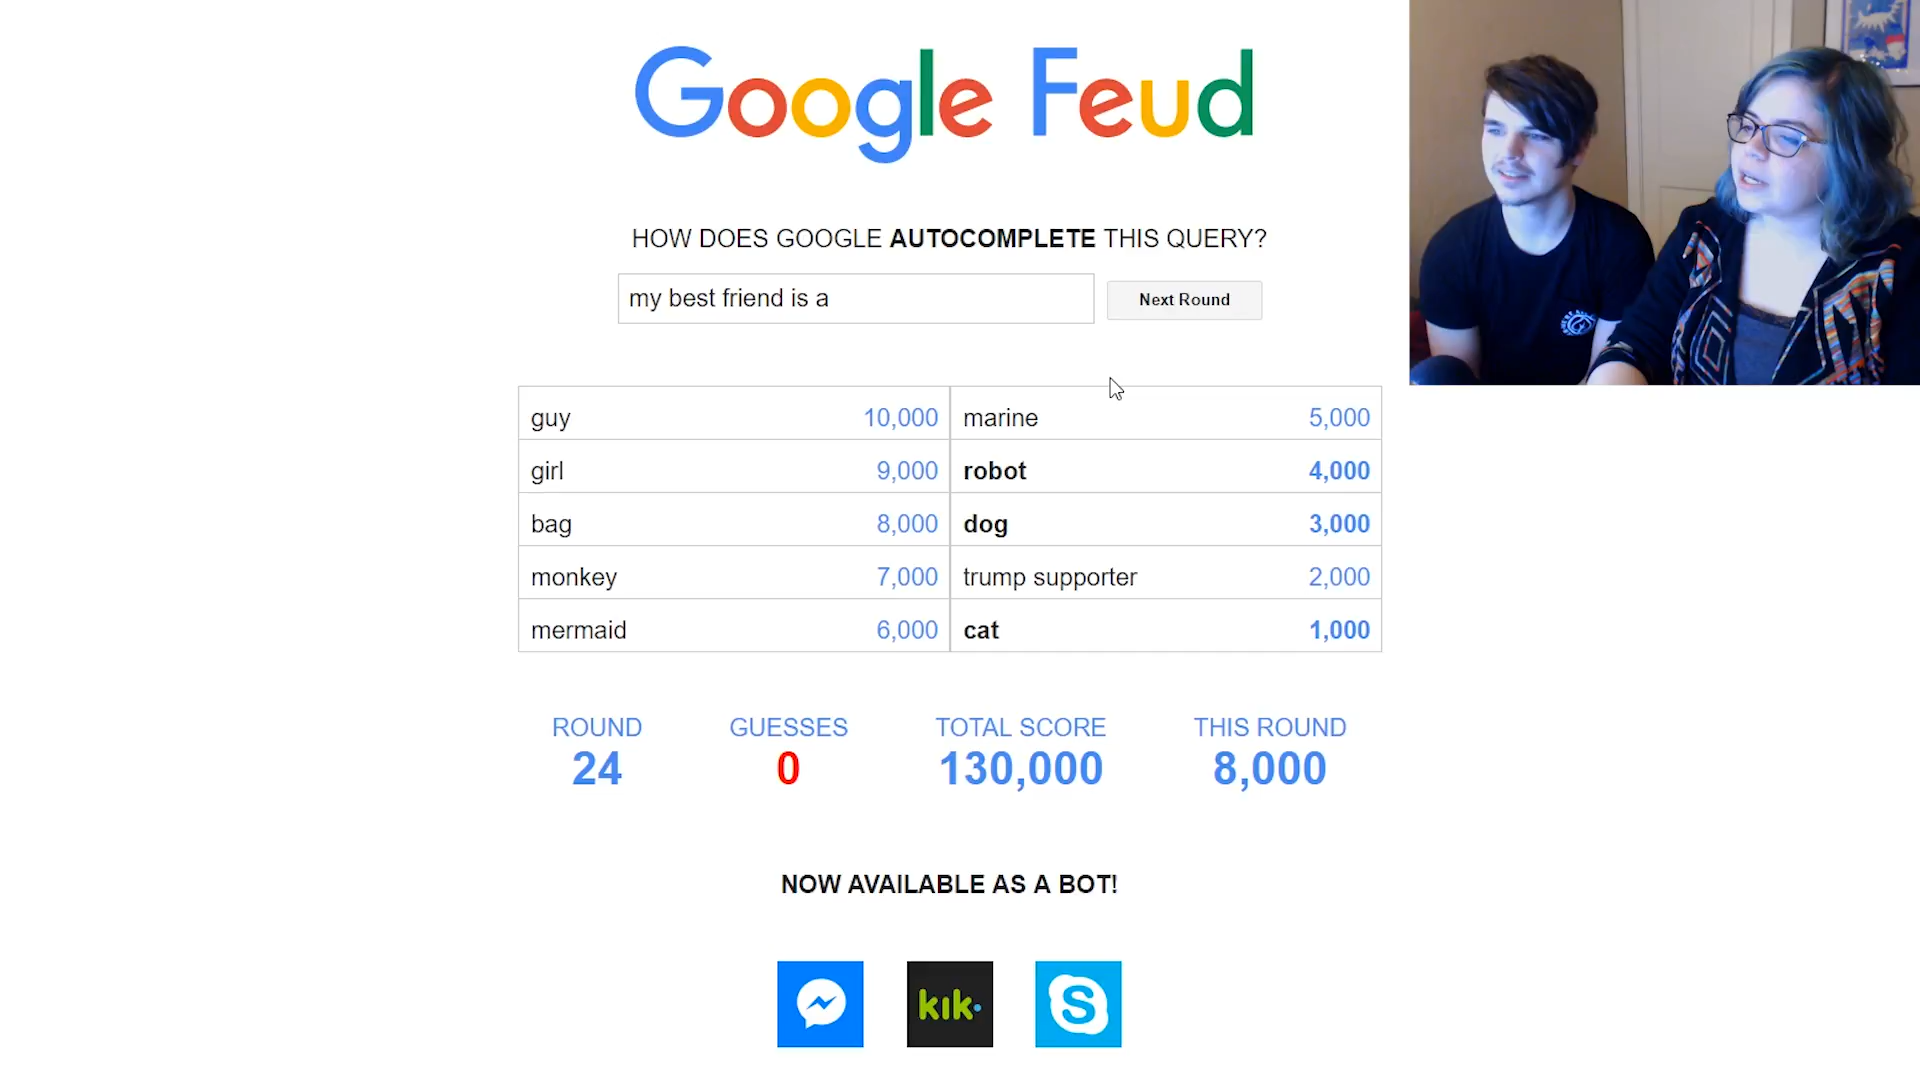 Google Feud
HOW DOES GOOGLE AUTOCOMPLETE THIS QUERY?
my best friend is a
Next Round
guy 10,000 marine 5,000
girl 9,000 robot 4,000
bag 8,000 dog 3,000
monkey 7,000 trump supporter 2,000
mermaid 6,000 cat 1,000
ROUND GUESSES TOTAL SCORE THIS ROUND
24 0 130,000 8,000
NOW AVAILABLE AS A BOT!
kik.